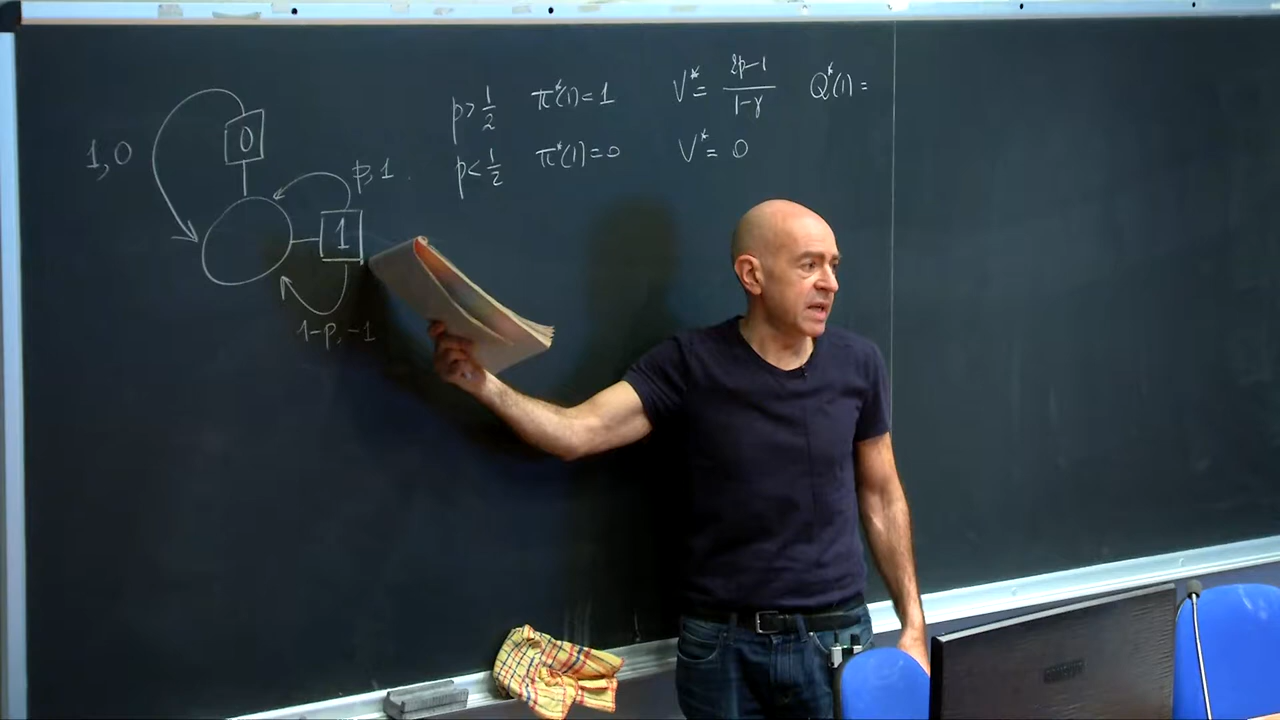 p>1/2 π*(1)=1 V*= 2p-1/1-γ Q*(1)=
p<1/2 π*(1)=0 V*= 0
1,0
0
p,1
1
1-p,-1